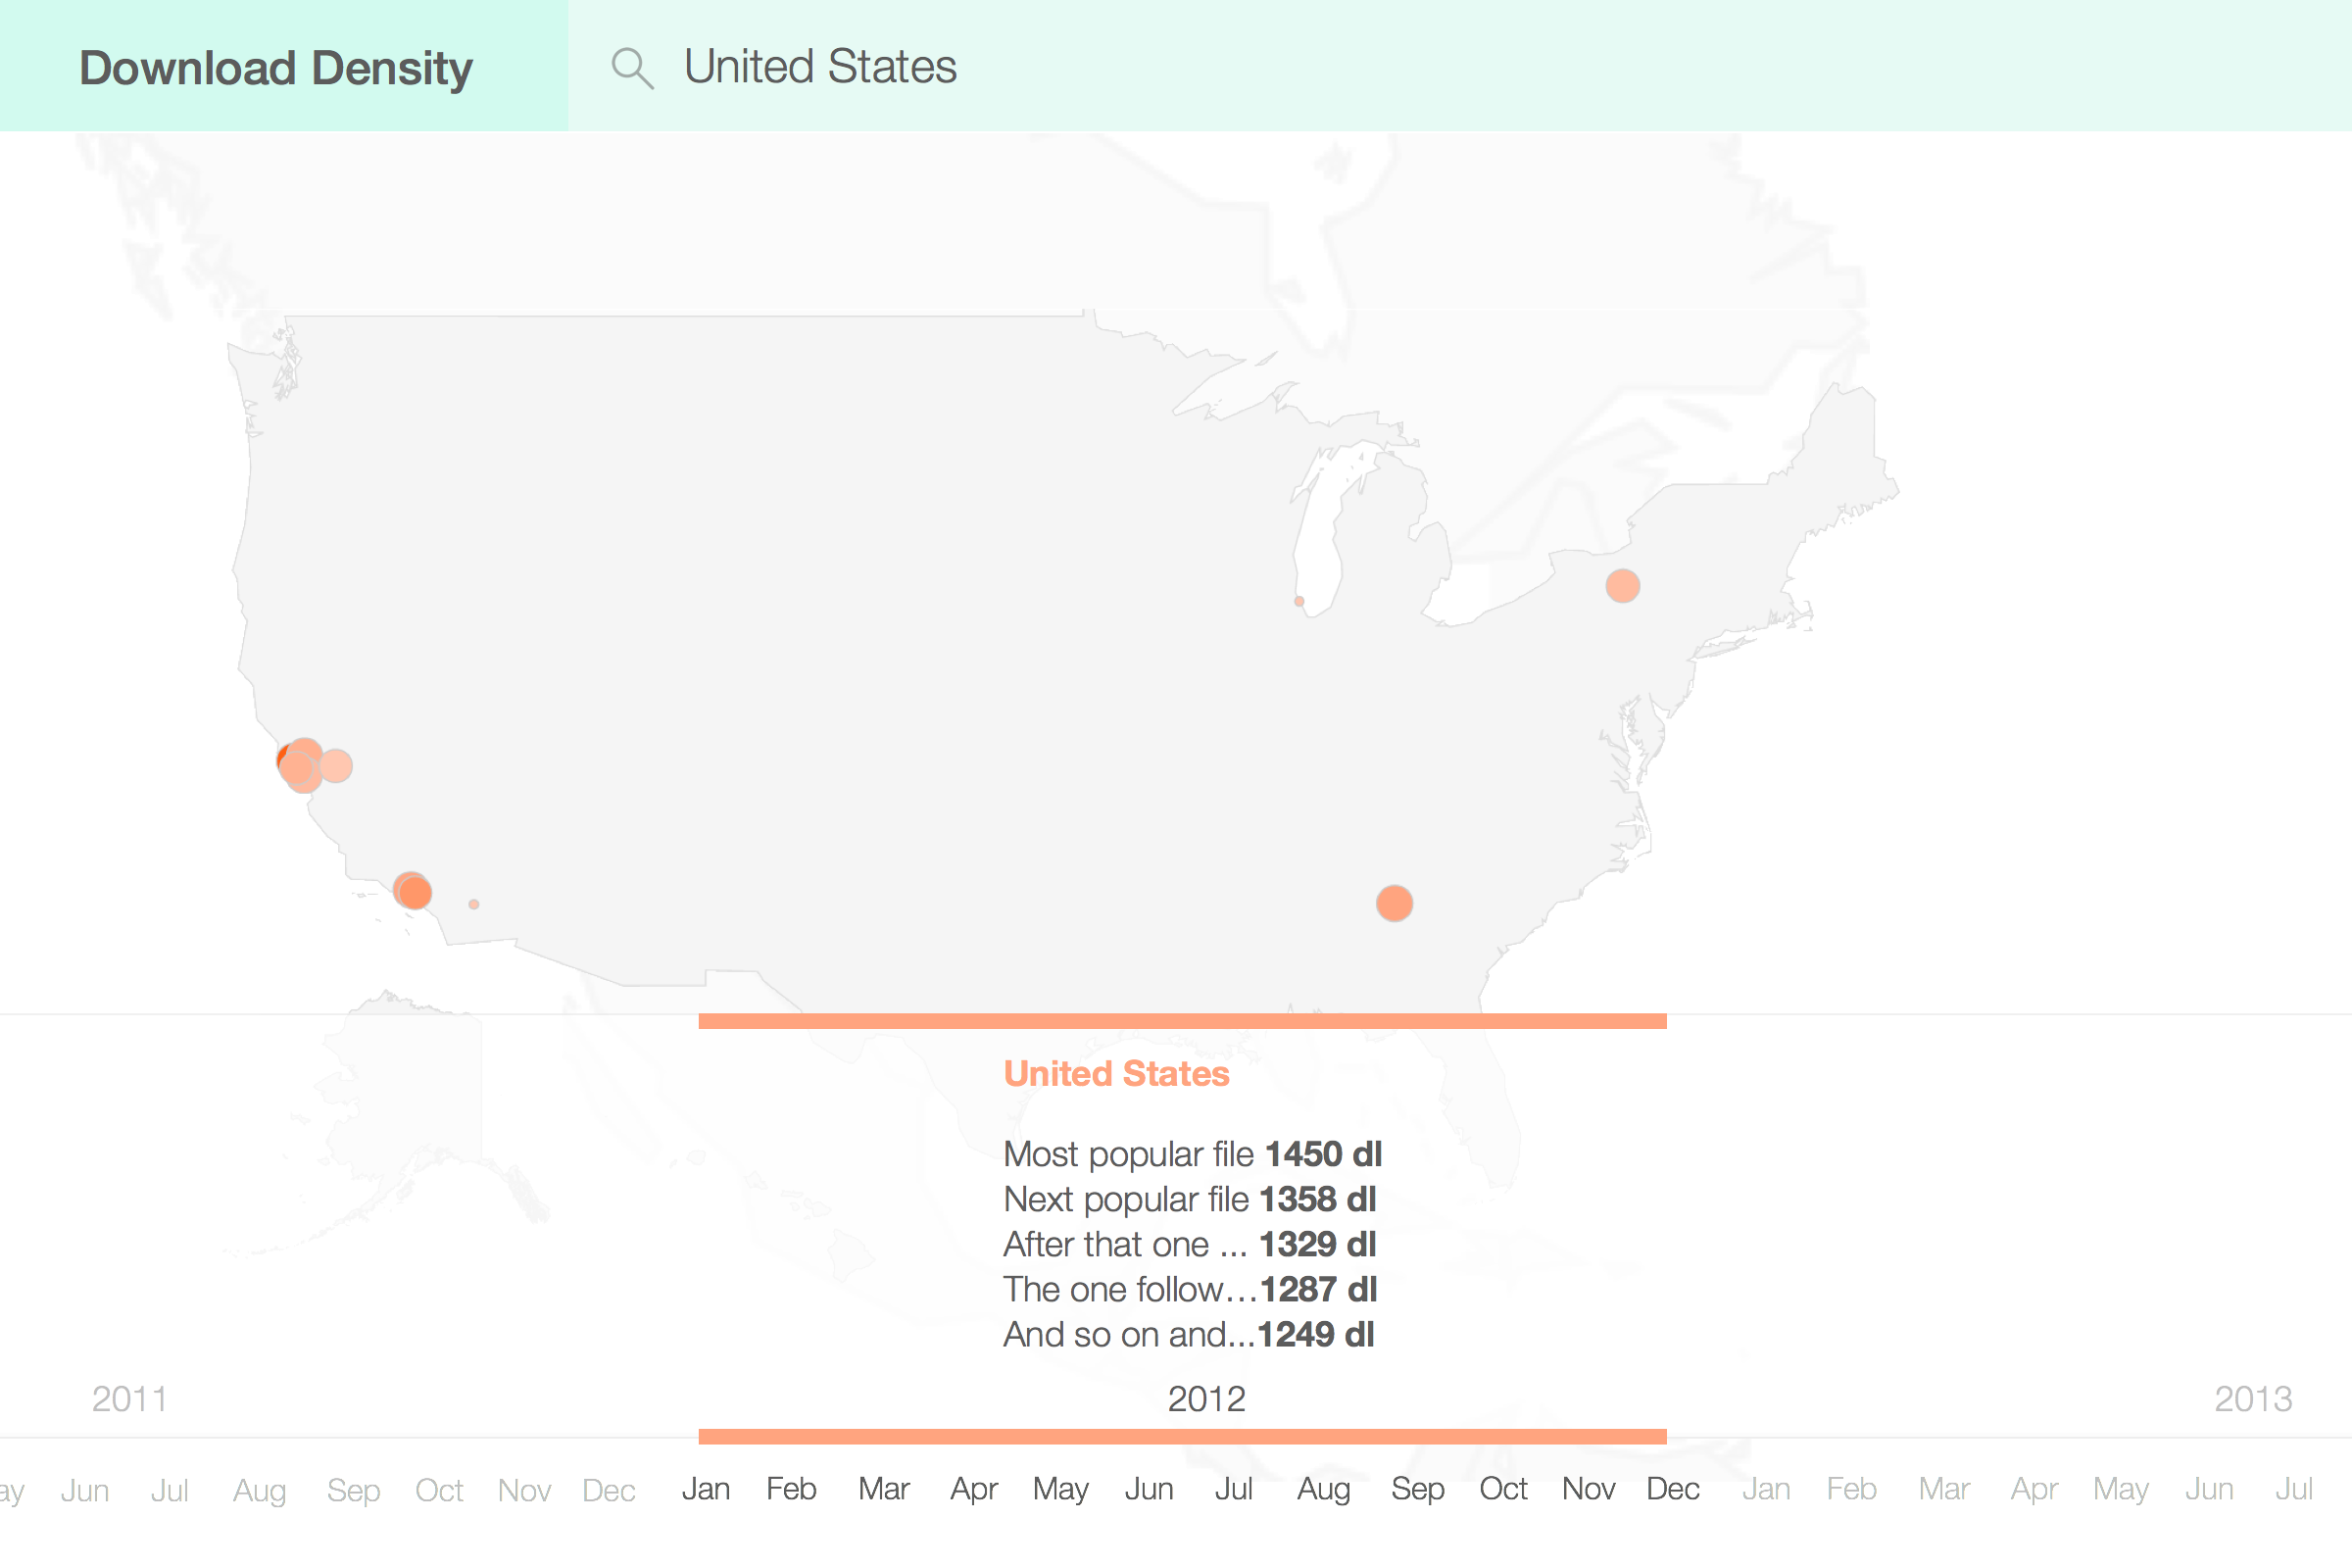 Download Density
United States
United States
Most popular file 1450 dl
Next popular file 1358 dl
After that one ... 1329 dl
The one follow...1287 dl
And so on and...1249 dl
2011 2012 2013
ay Jun Jul Aug Sep Oct Nov Dec Jan Feb Mar Apr May Jun Jul Aug Sep Oct Nov Dec Jan Feb Mar Apr May Jun Jul